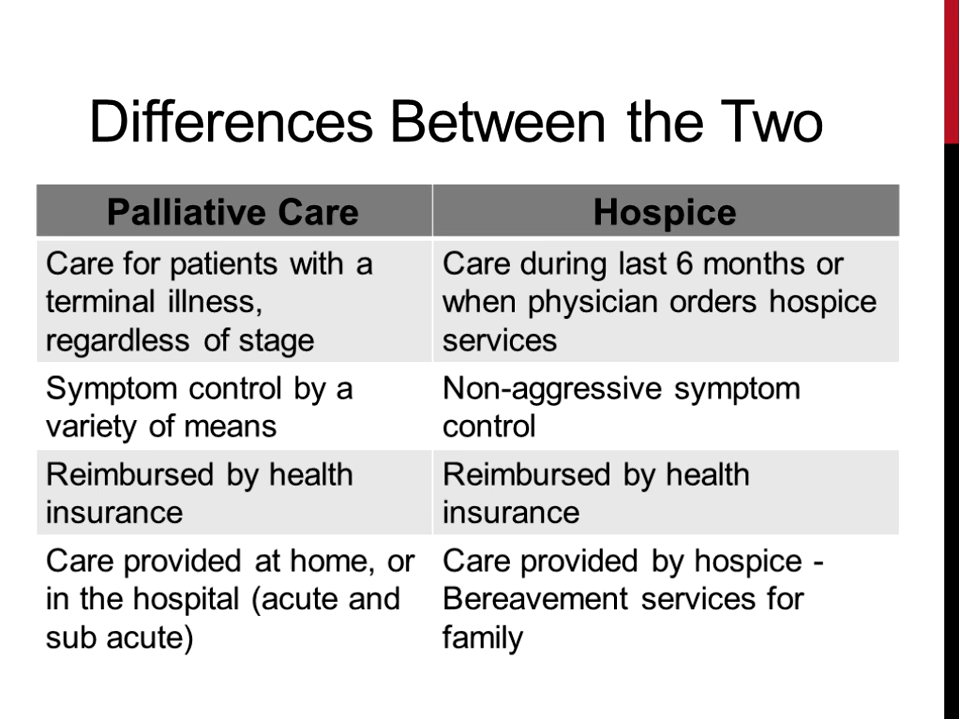 Differences Between the Two
Palliative Care
Hospice
Care for patients with a
terminal illness,
regardless of stage
Care during last 6 months or
when physician orders hospice
services
Symptom control by a
variety of means
Non-aggressive symptom
control
Reimbursed by health
insurance
Reimbursed by health
insurance
Care provided at home, or
in the hospital (acute and
sub acute)
Care provided by hospice -
Bereavement services for
family